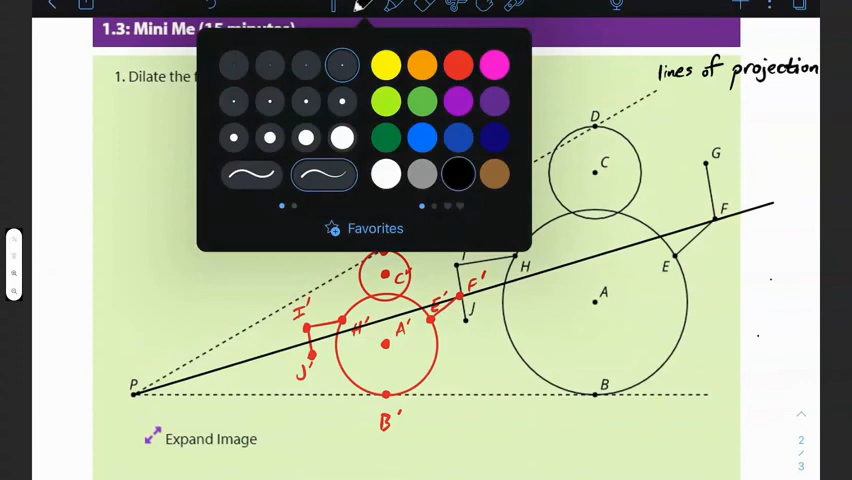 1.3: Mini Me (15 minutes)
1. Dilate the f
lines of projection
D
G
C
F
Favorites
H
E
C'
F'
I'
E'
J
A
H'
A'
J'
P
B
B'
Expand Image
2
/
3